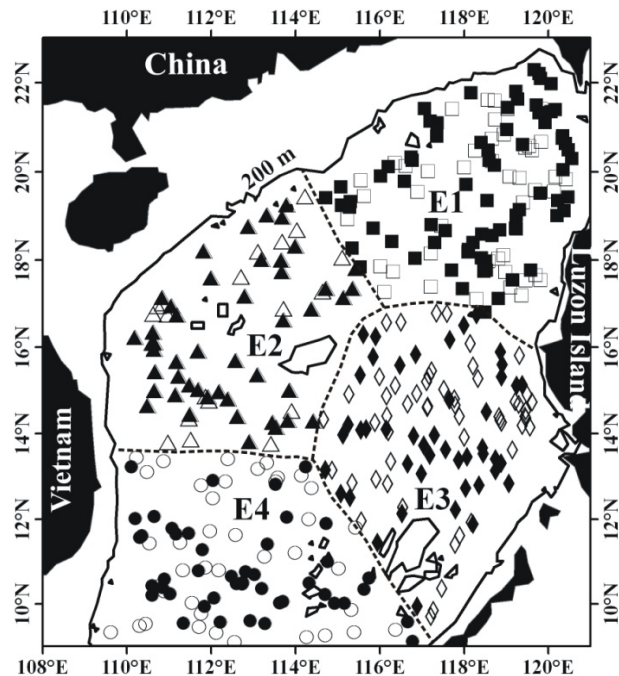 110°E 112°E 114°E 116°E 118°E 120°E
China
22°N 22°N
200 m
20°N 20°N
E1
18°N 18°N
Luzon Island
E2
16°N 16°N
14°N 14°N
Vietnam
E4 E3
12°N 12°N
10°N 10°N
108°E 110°E 112°E 114°E 116°E 118°E 120°E